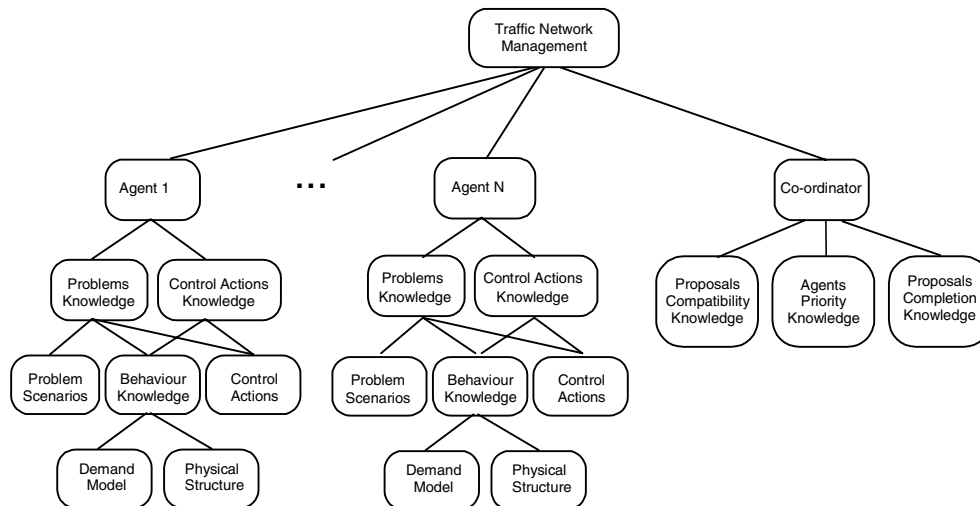 Traffic Network
Management
Agent 1
...
Agent N
Co-ordinator
Problems
Knowledge
Control Actions
Knowledge
Problems
Knowledge
Control Actions
Knowledge
Proposals
Compatibility
Knowledge
Agents
Priority
Knowledge
Proposals
Completion
Knowledge
Problem
Scenarios
Behaviour
Knowledge
Control
Actions
Problem
Scenarios
Behaviour
Knowledge
Control
Actions
Demand
Model
Physical
Structure
Demand
Model
Physical
Structure